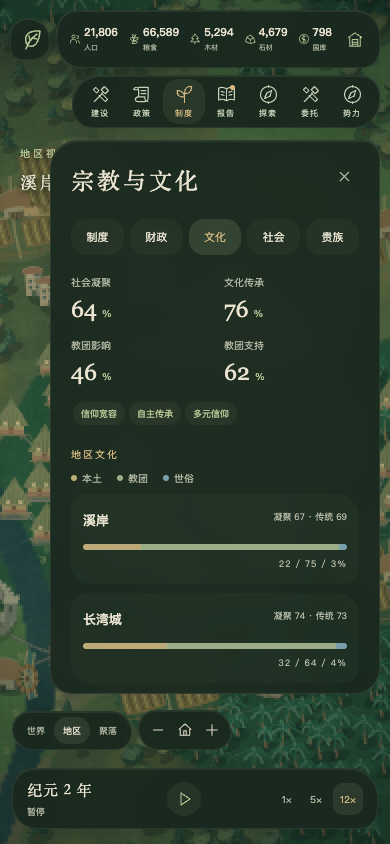 21,806 66,589 5,294 4,679 798
人口 粮食 木材 石材 国库
建设 政策 制度 报告 探索 委托 势力
地区视
溪岸
宗教与文化
制度 财政 文化 社会 贵族
社会凝聚 文化传承
64 % 76 %
教团影响 教团支持
46 % 62 %
信仰宽容 自主传承 多元信仰
地区文化
本土 教团 世俗
溪岸 凝聚 67 · 传统 69
22 / 75 / 3%
长湾城 凝聚 74 · 传统 73
32 / 64 / 4%
世界 地区 聚落
纪元 2 年
暂停
1× 5× 12×